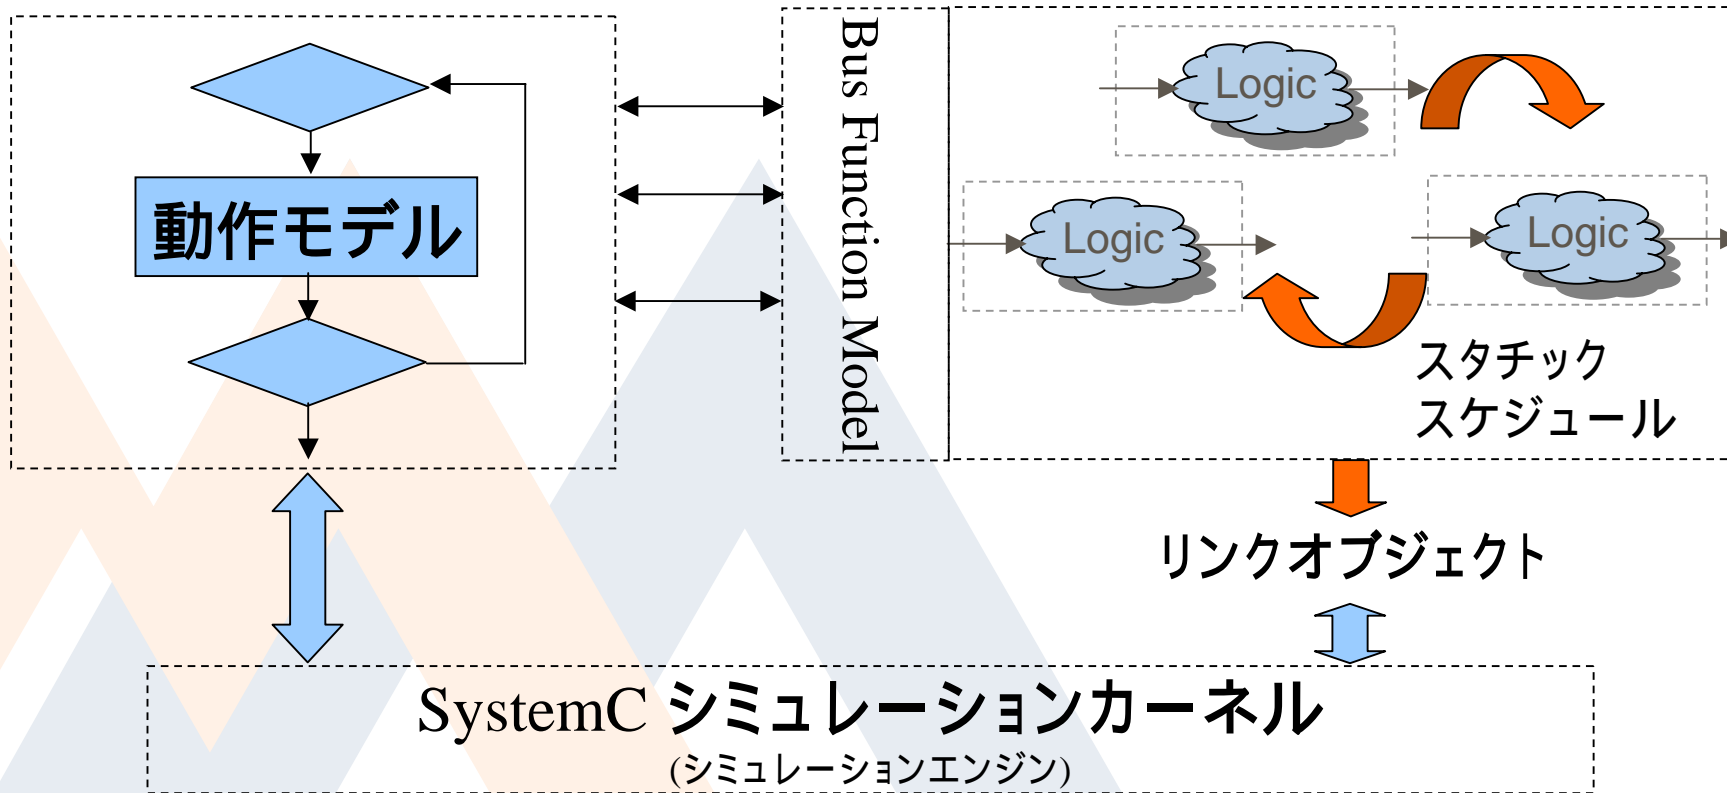 動作モデル
Bus Function Model
Logic
Logic
Logic
スタチック
スケジュール
リンクオブジェクト
SystemC シミュレーションカーネル
(シミュレーションエンジン)